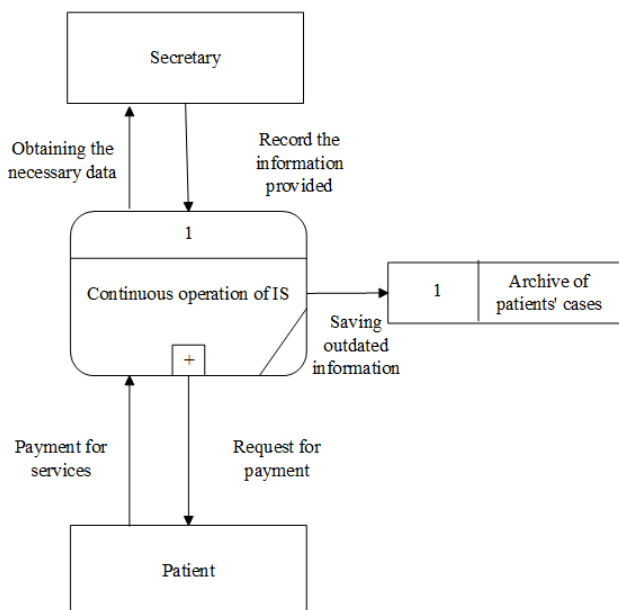 Secretary
Obtaining the
necessary data
Record the
information
provided
1
Continuous operation of IS
+
1
Archive of
patients' cases
Saving
outdated
information
Payment for
services
Request for
payment
Patient